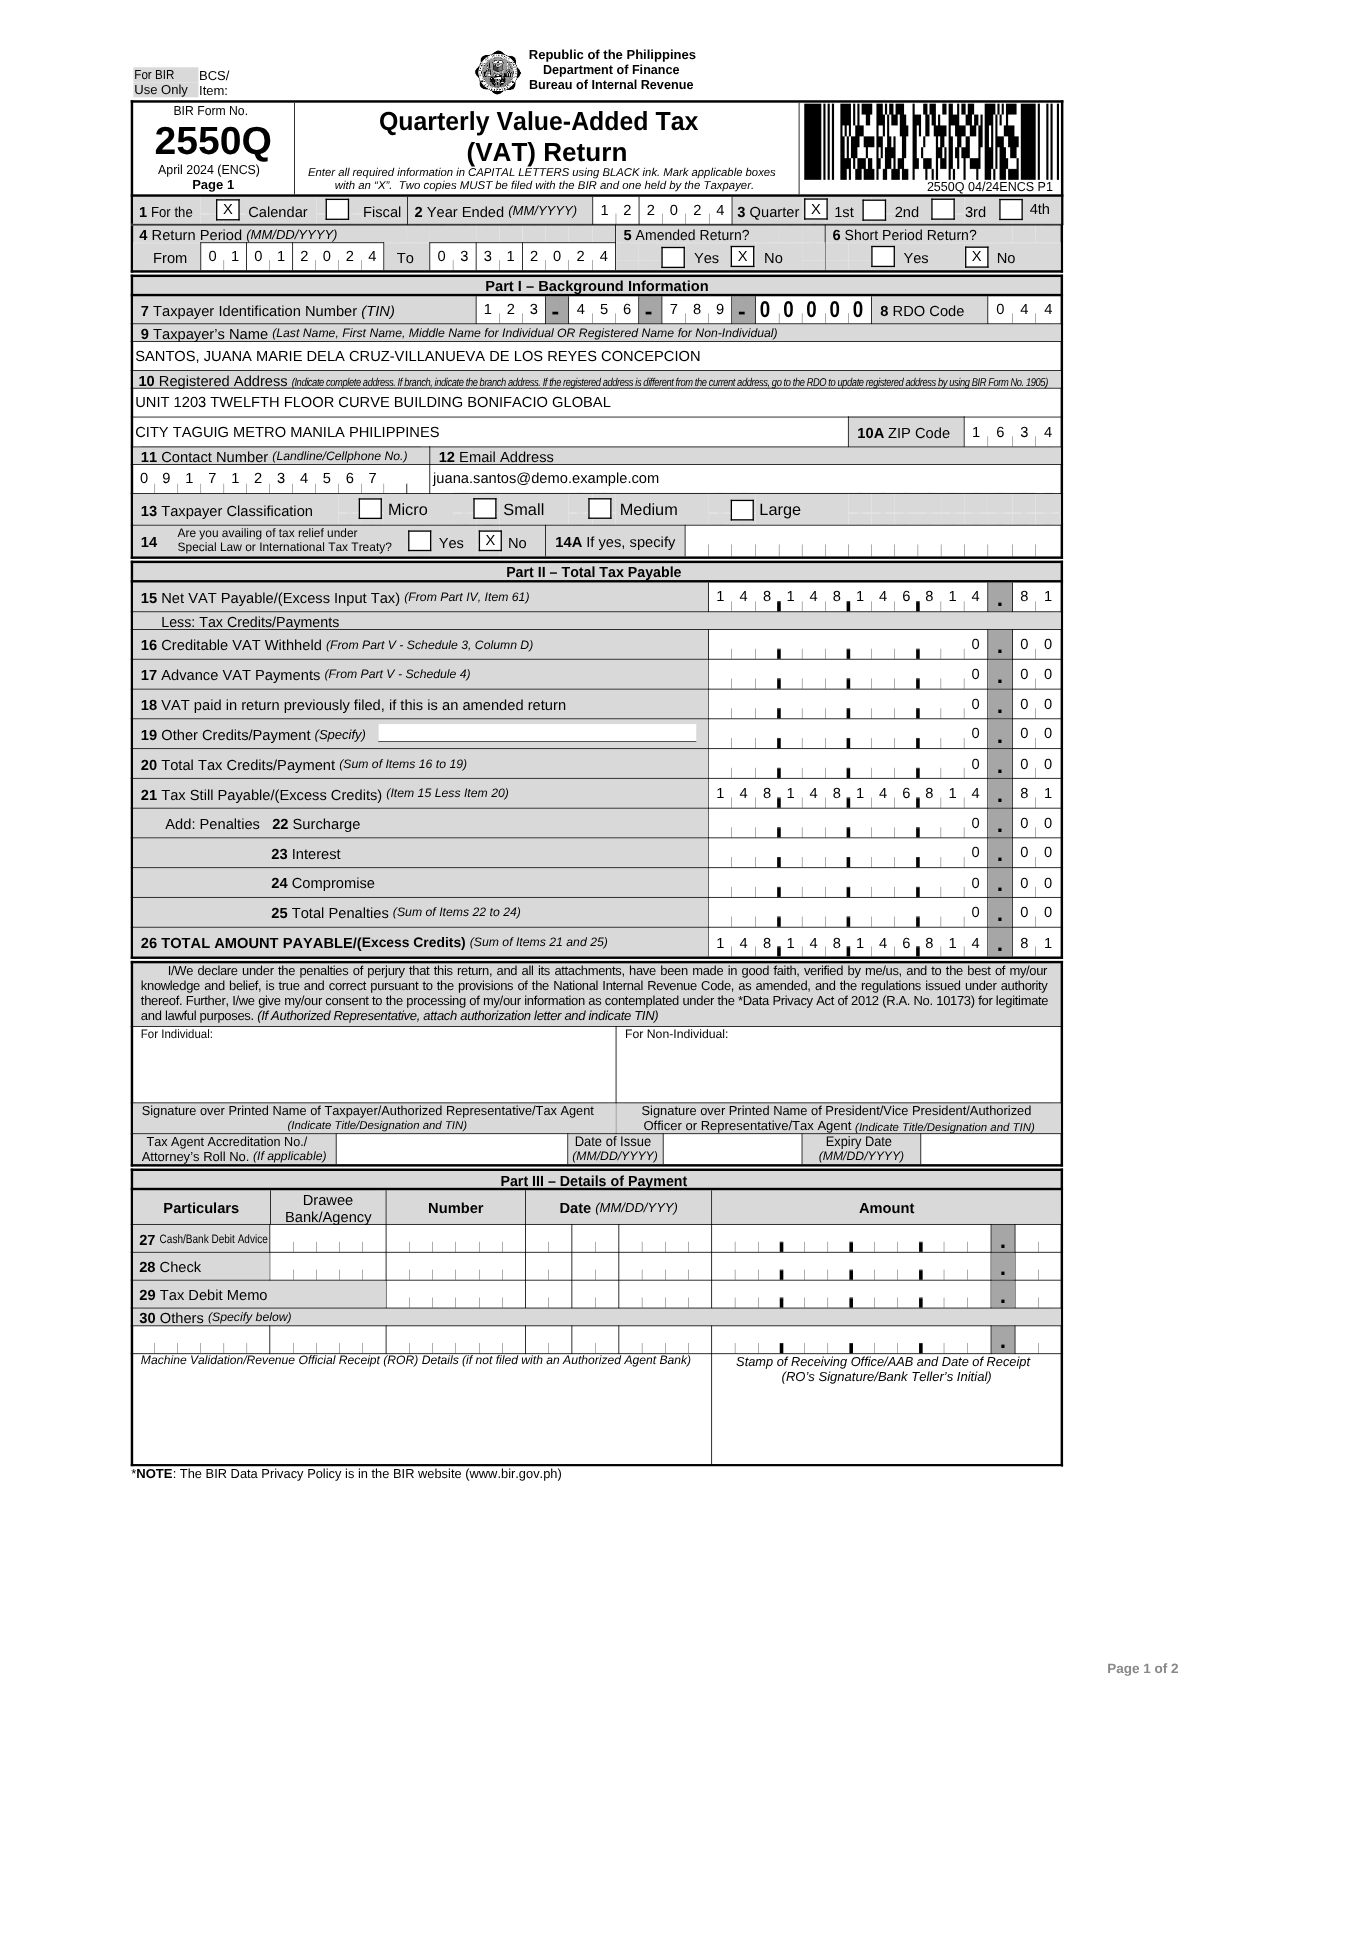 Republic of the Philippines
Department of Finance
Bureau of Internal Revenue
For BIR Use Only
BCS/ Item:
BIR Form No.
2550Q
April 2024 (ENCS)
Page 1
Quarterly Value-Added Tax
(VAT) Return
Enter all required information in CAPITAL LETTERS using BLACK ink. Mark applicable boxes
with an “X”. Two copies MUST be filed with the BIR and one held by the Taxpayer.
2550Q 04/24ENCS P1
1 For the X Calendar Fiscal 2 Year Ended (MM/YYYY) 1 2 2 0 2 4 3 Quarter X 1st 2nd 3rd 4th
4 Return Period (MM/DD/YYYY) 5 Amended Return? 6 Short Period Return?
From 0 1 0 1 2 0 2 4 To 0 3 3 1 2 0 2 4 Yes X No Yes X No
Part I – Background Information
7 Taxpayer Identification Number (TIN) 1 2 3 - 4 5 6 - 7 8 9 - 0 0 0 0 0 8 RDO Code 0 4 4
9 Taxpayer’s Name (Last Name, First Name, Middle Name for Individual OR Registered Name for Non-Individual)
SANTOS, JUANA MARIE DELA CRUZ-VILLANUEVA DE LOS REYES CONCEPCION
10 Registered Address (Indicate complete address. If branch, indicate the branch address. If the registered address is different from the current address, go to the RDO to update registered address by using BIR Form No. 1905)
UNIT 1203 TWELFTH FLOOR CURVE BUILDING BONIFACIO GLOBAL
CITY TAGUIG METRO MANILA PHILIPPINES 10A ZIP Code 1 6 3 4
11 Contact Number (Landline/Cellphone No.) 12 Email Address
0 9 1 7 1 2 3 4 5 6 7 juana.santos@demo.example.com
13 Taxpayer Classification Micro Small Medium Large
14 Are you availing of tax relief under
Special Law or International Tax Treaty? Yes X No 14A If yes, specify
Part II – Total Tax Payable
15 Net VAT Payable/(Excess Input Tax) (From Part IV, Item 61) 1 4 8 1 4 8 1 4 6 8 1 4 . 8 1
Less: Tax Credits/Payments
16 Creditable VAT Withheld (From Part V - Schedule 3, Column D) 0 . 0 0
17 Advance VAT Payments (From Part V - Schedule 4) 0 . 0 0
18 VAT paid in return previously filed, if this is an amended return 0 . 0 0
19 Other Credits/Payment (Specify) 0 . 0 0
20 Total Tax Credits/Payment (Sum of Items 16 to 19) 0 . 0 0
21 Tax Still Payable/(Excess Credits) (Item 15 Less Item 20) 1 4 8 1 4 8 1 4 6 8 1 4 . 8 1
Add: Penalties 22 Surcharge 0 . 0 0
23 Interest 0 . 0 0
24 Compromise 0 . 0 0
25 Total Penalties (Sum of Items 22 to 24) 0 . 0 0
26 TOTAL AMOUNT PAYABLE/(Excess Credits) (Sum of Items 21 and 25) 1 4 8 1 4 8 1 4 6 8 1 4 . 8 1
I/We declare under the penalties of perjury that this return, and all its attachments, have been made in good faith, verified by me/us, and to the best of my/our
knowledge and belief, is true and correct pursuant to the provisions of the National Internal Revenue Code, as amended, and the regulations issued under authority
thereof. Further, I/we give my/our consent to the processing of my/our information as contemplated under the *Data Privacy Act of 2012 (R.A. No. 10173) for legitimate
and lawful purposes. (If Authorized Representative, attach authorization letter and indicate TIN)
For Individual: For Non-Individual:
Signature over Printed Name of Taxpayer/Authorized Representative/Tax Agent
(Indicate Title/Designation and TIN)
Signature over Printed Name of President/Vice President/Authorized
Officer or Representative/Tax Agent (Indicate Title/Designation and TIN)
Tax Agent Accreditation No./
Attorney’s Roll No. (If applicable)
Date of Issue
(MM/DD/YYYY)
Expiry Date
(MM/DD/YYYY)
Part III – Details of Payment
Particulars Drawee Bank/Agency Number Date (MM/DD/YYY) Amount
27 Cash/Bank Debit Advice .
28 Check .
29 Tax Debit Memo .
30 Others (Specify below)
.
Machine Validation/Revenue Official Receipt (ROR) Details (if not filed with an Authorized Agent Bank)
Stamp of Receiving Office/AAB and Date of Receipt
(RO’s Signature/Bank Teller’s Initial)
*NOTE: The BIR Data Privacy Policy is in the BIR website (www.bir.gov.ph)
Page 1 of 2